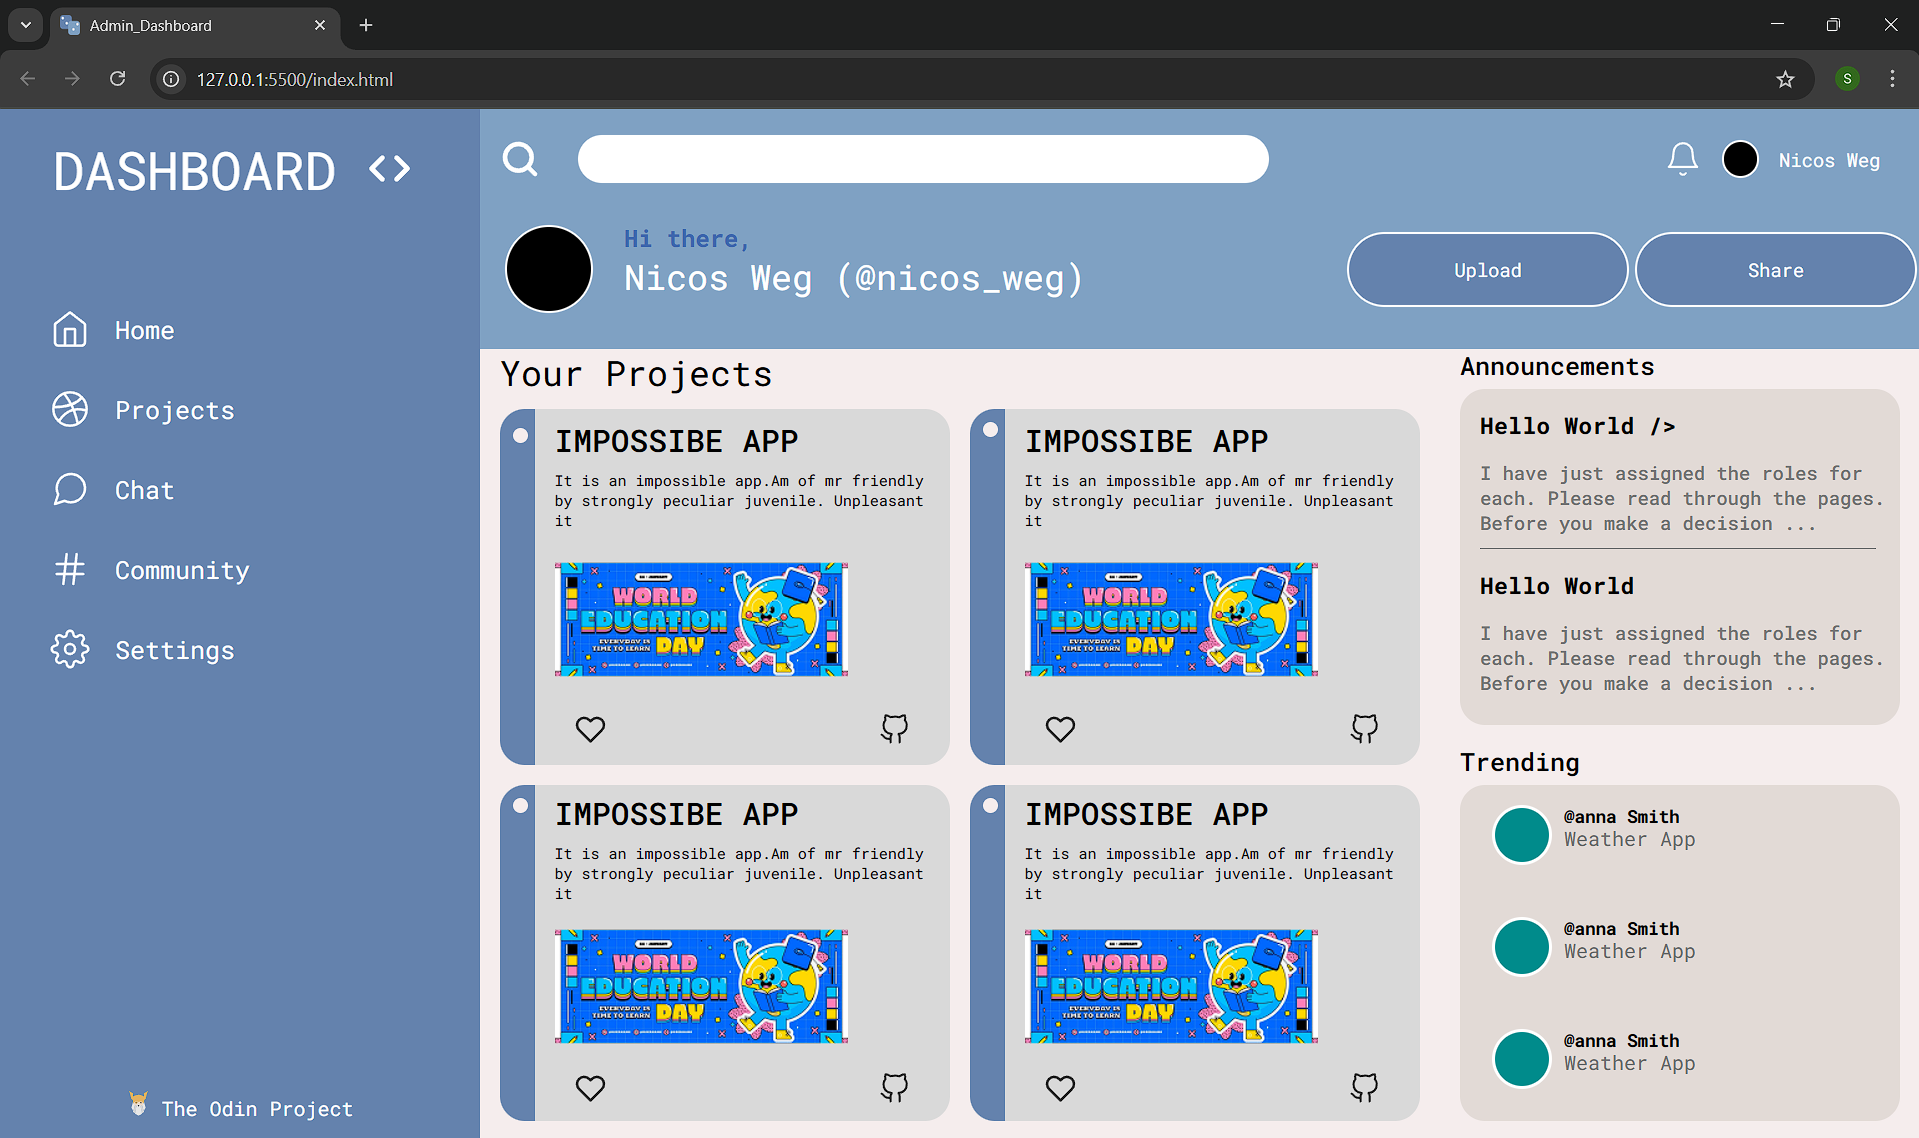 Admin_Dashboard
127.0.0.1:5500/index.html
S
DASHBOARD <>
Home
Projects
Chat
Community
Settings
The Odin Project
Nicos Weg
Hi there,
Nicos Weg (@nicos_weg)
Upload
Share
Your Projects
IMPOSSIBE APP
It is an impossible app.Am of mr friendly
by strongly peculiar juvenile. Unpleasant
it
WORLD
EDUCATION
EVERYDAY IS
TIME TO LEARN
DAY
IMPOSSIBE APP
It is an impossible app.Am of mr friendly
by strongly peculiar juvenile. Unpleasant
it
WORLD
EDUCATION
EVERYDAY IS
TIME TO LEARN
DAY
IMPOSSIBE APP
It is an impossible app.Am of mr friendly
by strongly peculiar juvenile. Unpleasant
it
WORLD
EDUCATION
EVERYDAY IS
TIME TO LEARN
DAY
IMPOSSIBE APP
It is an impossible app.Am of mr friendly
by strongly peculiar juvenile. Unpleasant
it
WORLD
EDUCATION
EVERYDAY IS
TIME TO LEARN
DAY
Announcements
Hello World />
I have just assigned the roles for
each. Please read through the pages.
Before you make a decision ...
Hello World
I have just assigned the roles for
each. Please read through the pages.
Before you make a decision ...
Trending
@anna Smith
Weather App
@anna Smith
Weather App
@anna Smith
Weather App